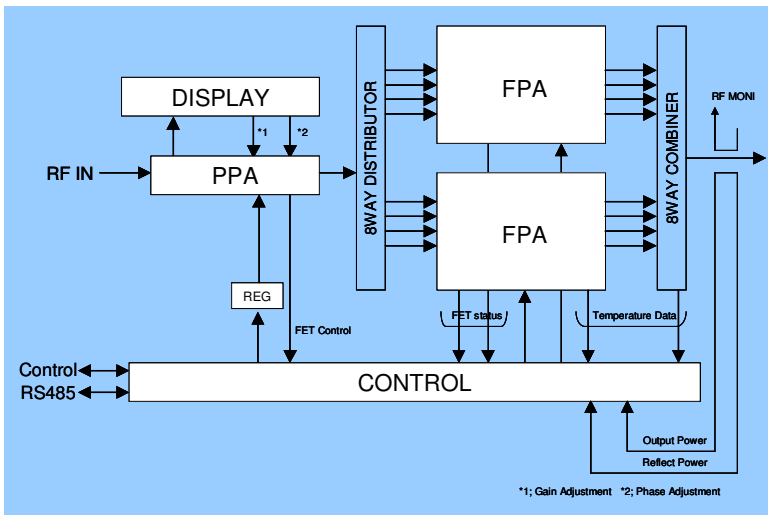 DISPLAY
*1
*2
RF IN
PPA
8WAY DISTRIBUTOR
FPA
FPA
8WAY COMBINER
RF MONI
REG
FET Control
FET status
Temperature Data
Control
RS485
CONTROL
Output Power
Reflect Power
*1; Gain Adjustment *2; Phase Adjustment